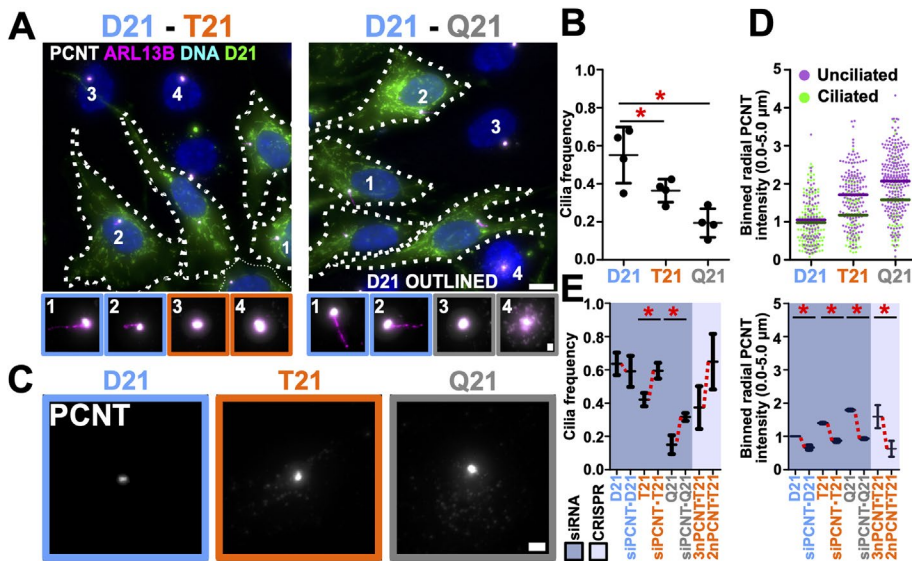 A
D21 - T21
D21 - Q21
PCNT ARL13B DNA D21
3
4
2
1
2
3
1
4
D21 OUTLINED
1
2
3
4
1
2
3
4
B
Cilia frequency
1.0
0.8
0.6
0.4
0.2
0.0
*
*
D21
T21
Q21
D
Unciliated
Ciliated
Binned radial PCNT
intensity (0.0-5.0 µm)
5
4
3
2
1
0
D21
T21
Q21
C
D21
T21
Q21
PCNT
E
Cilia frequency
1.0
0.8
0.6
0.4
0.2
0.0
* *
D21
siPCNT·D21
T21
siPCNT·T21
Q21
siPCNT·Q21
3nPCNT·T21
2nPCNT·T21
siRNA
CRISPR
Binned radial PCNT
intensity (0.0-5.0 µm)
5
4
3
2
1
0
* * * *
D21
siPCNT·D21
T21
siPCNT·T21
Q21
siPCNT·Q21
3nPCNT·T21
2nPCNT·T21